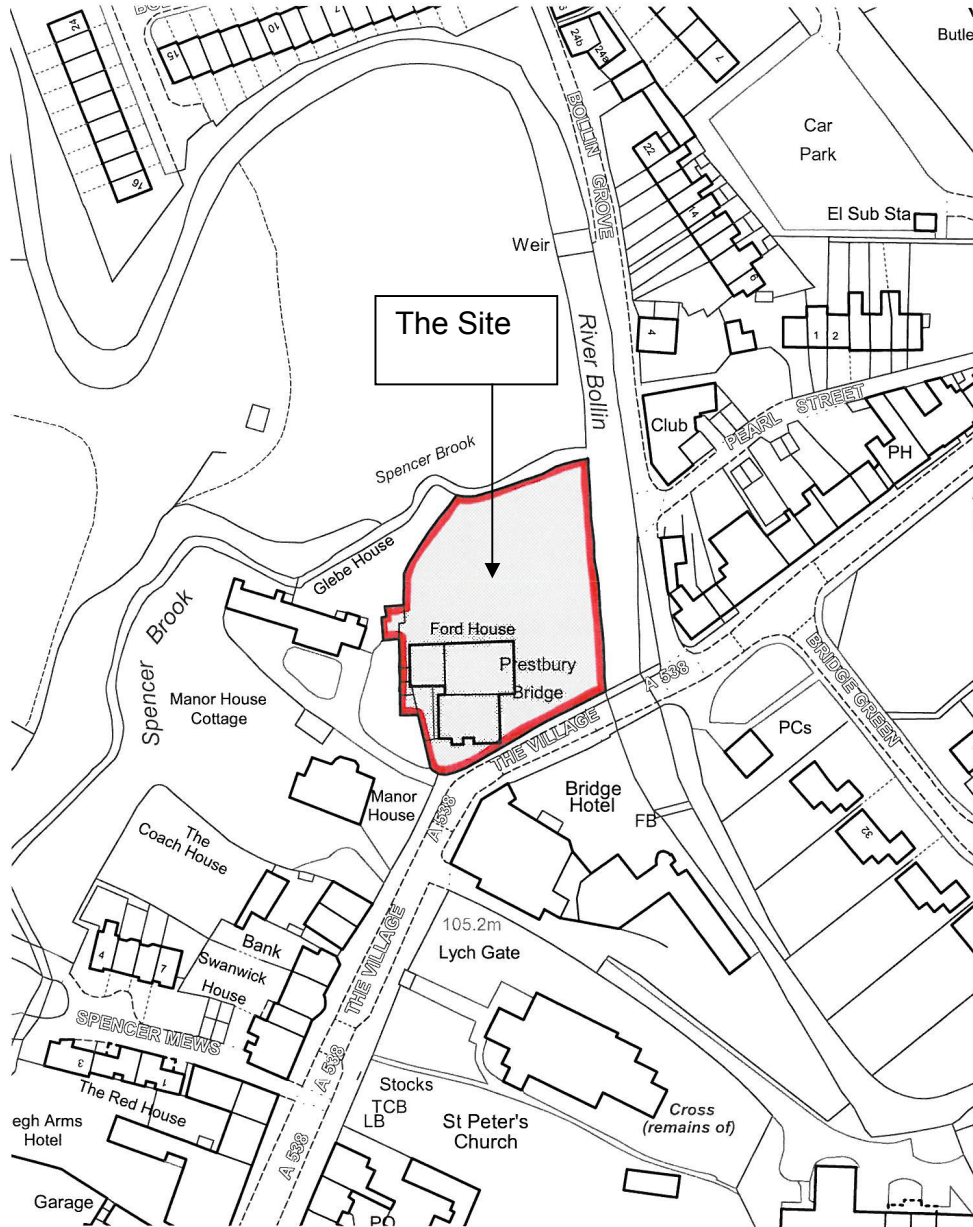 24
15
10
7
16
24b
24a
7
Butle
BOLLIN GROVE
22
14
6
Car
Park
El Sub Sta
Weir
The Site
River Bollin
4
1
2
Club
PEARL STREET
PH
Spencer Brook
Glebe House
Spencer Brook
Ford House
Prestbury
Bridge
Manor House
Cottage
A 538
THE VILLAGE
BRIDGE GREEN
PCs
Manor
House
A 538
Bridge
Hotel
FB
32
The
Coach House
105.2m
Lych Gate
Bank
4
7
Swanwick
House
THE VILLAGE
SPENCER MEWS
A 538
3
1
The Red House
Stocks
TCB
LB
St Peter's
Church
Cross
(remains of)
egh Arms
Hotel
A 538
Garage
PO